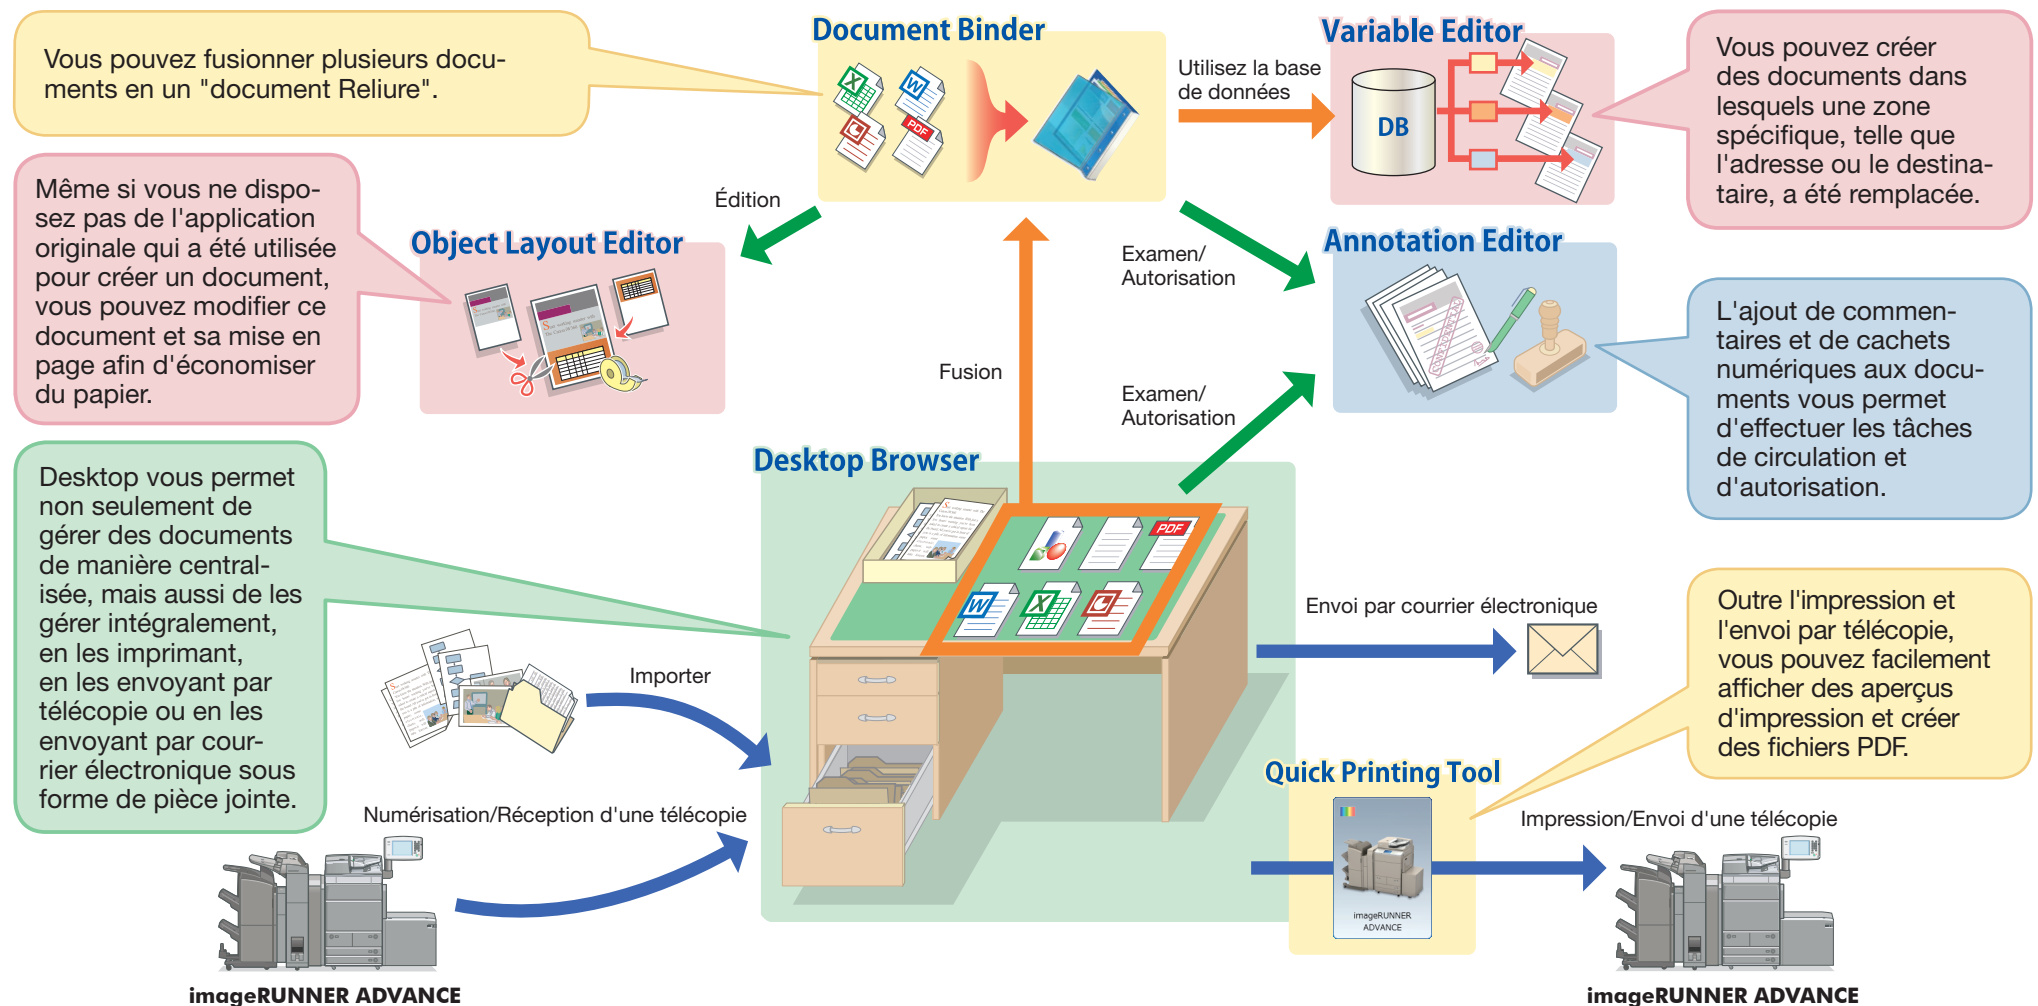 Vous pouvez fusionner plusieurs docu-
ments en un "document Reliure".
Document Binder
PDF
Utilisez la base
de données
Variable Editor
DB
Vous pouvez créer
des documents dans
lesquels une zone
spécifique, telle que
l'adresse ou le destina-
taire, a été remplacée.
Même si vous ne dispo-
sez pas de l'application
originale qui a été utilisée
pour créer un document,
vous pouvez modifier ce
document et sa mise en
page afin d'économiser
du papier.
Édition
Object Layout Editor
Examen/
Autorisation
Annotation Editor
L'ajout de commen-
taires et de cachets
numériques aux docu-
ments vous permet
d'effectuer les tâches
de circulation et
d'autorisation.
Fusion
Examen/
Autorisation
Desktop vous permet
non seulement de
gérer des documents
de manière central-
isée, mais aussi de les
gérer intégralement,
en les imprimant,
en les envoyant par
télécopie ou en les
envoyant par cour-
rier électronique sous
forme de pièce jointe.
Desktop Browser
PDF
W
X
Importer
Envoi par courrier électronique
Outre l'impression et
l'envoi par télécopie,
vous pouvez facilement
afficher des aperçus
d'impression et créer
des fichiers PDF.
Numérisation/Réception d'une télécopie
Quick Printing Tool
imageRUNNER
ADVANCE
Impression/Envoi d'une télécopie
imageRUNNER ADVANCE
imageRUNNER ADVANCE